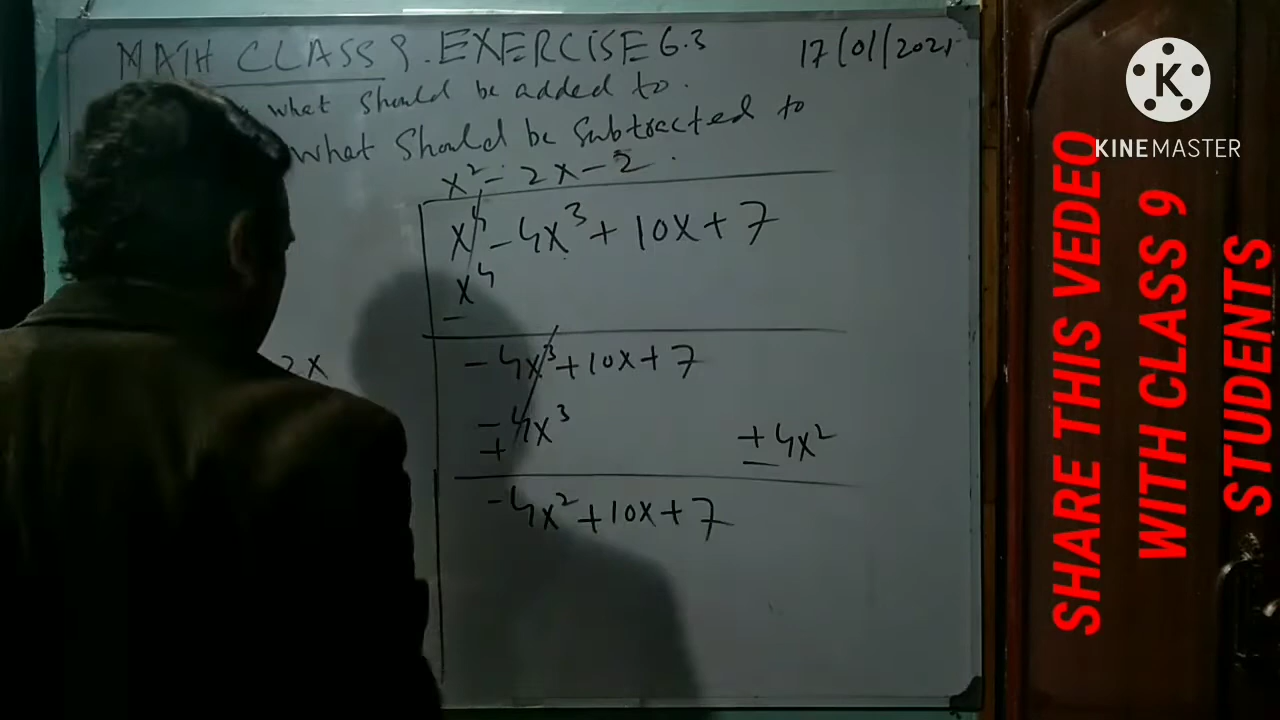 MATH CLASS 9. EXERCISE 6.3 17/01/2021
what should be added to.
what should be subtracted to
x² - 2x - 2
x⁴ - 4x³ + 10x + 7
x⁴
-
- 4x³ + 10x + 7
2x
- 4x³ + 4x²
+ -
- 4x² + 10x + 7
K
KINEMASTER
SHARE THIS VEDEO
WITH CLASS 9
STUDENTS